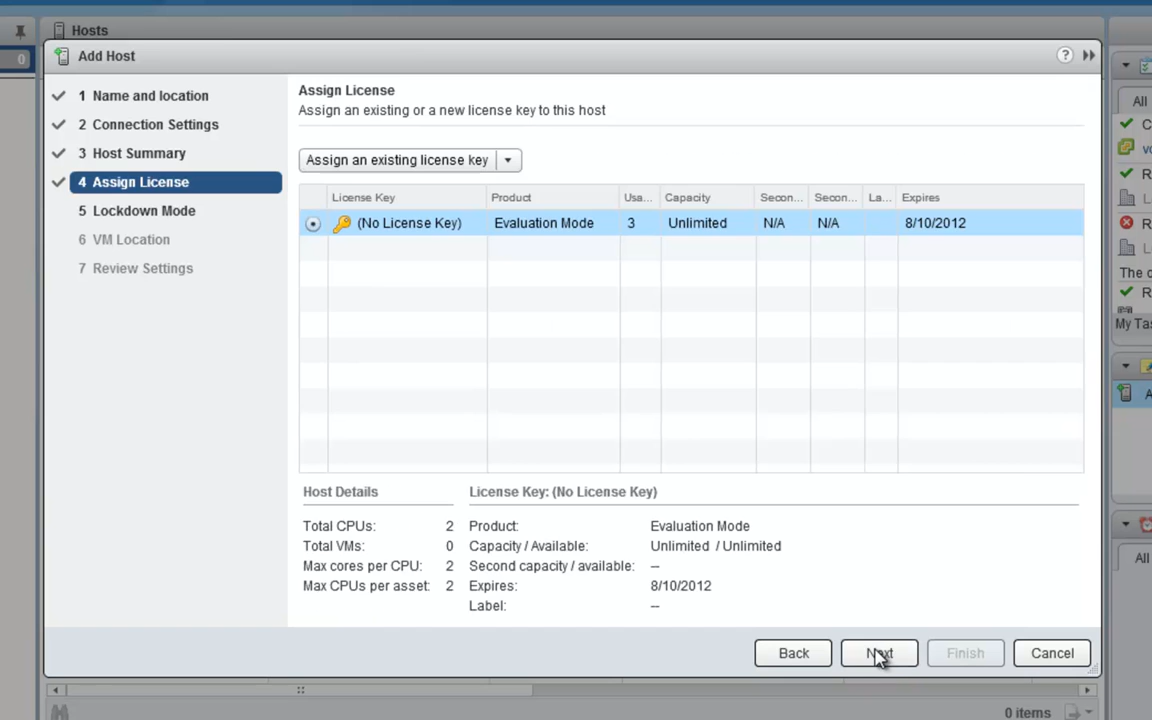 Hosts
0
Add Host
?
1 Name and location
2 Connection Settings
3 Host Summary
4 Assign License
5 Lockdown Mode
6 VM Location
7 Review Settings
Assign License
Assign an existing or a new license key to this host
Assign an existing license key
License Key Product Usa... Capacity Secon... Secon... La... Expires
(No License Key) Evaluation Mode 3 Unlimited N/A N/A 8/10/2012
Host Details
Total CPUs: 2
Total VMs: 0
Max cores per CPU: 2
Max CPUs per asset: 2
License Key: (No License Key)
Product: Evaluation Mode
Capacity / Available: Unlimited / Unlimited
Second capacity / available: --
Expires: 8/10/2012
Label: --
Back Next Finish Cancel
0 items
All
C
vc
R
L
R
L
The c
R
My Tas
A
All